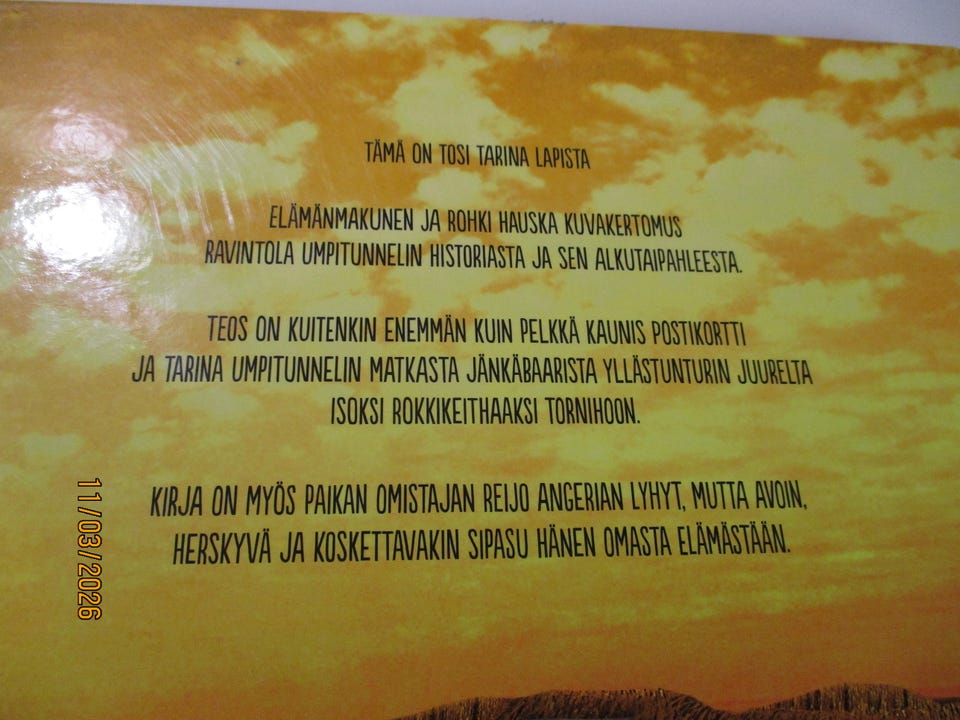 TÄMÄ ON TOSI TARINA LAPISTA
ELÄMÄNMAKUNEN JA ROHKI HAUSKA KUVAKERTOMUS
RAVINTOLA UMPITUNNELIN HISTORIASTA JA SEN ALKUTAIPAHLEESTA.
TEOS ON KUITENKIN ENEMMÄN KUIN PELKKÄ KAUNIS POSTIKORTTI
JA TARINA UMPITUNNELIN MATKASTA JÄNKÄBAARISTA YLLÄSTUNTURIN JUURELTA
ISOKSI ROKKIKEITHAAKSI TORNIHOON.
KIRJA ON MYÖS PAIKAN OMISTAJAN REIJO ANGERIAN LYHYT, MUTTA AVOIN,
HERSKYVÄ JA KOSKETTAVAKIN SIPASU HÄNEN OMASTA ELÄMÄSTÄÄN.
11/03/2026